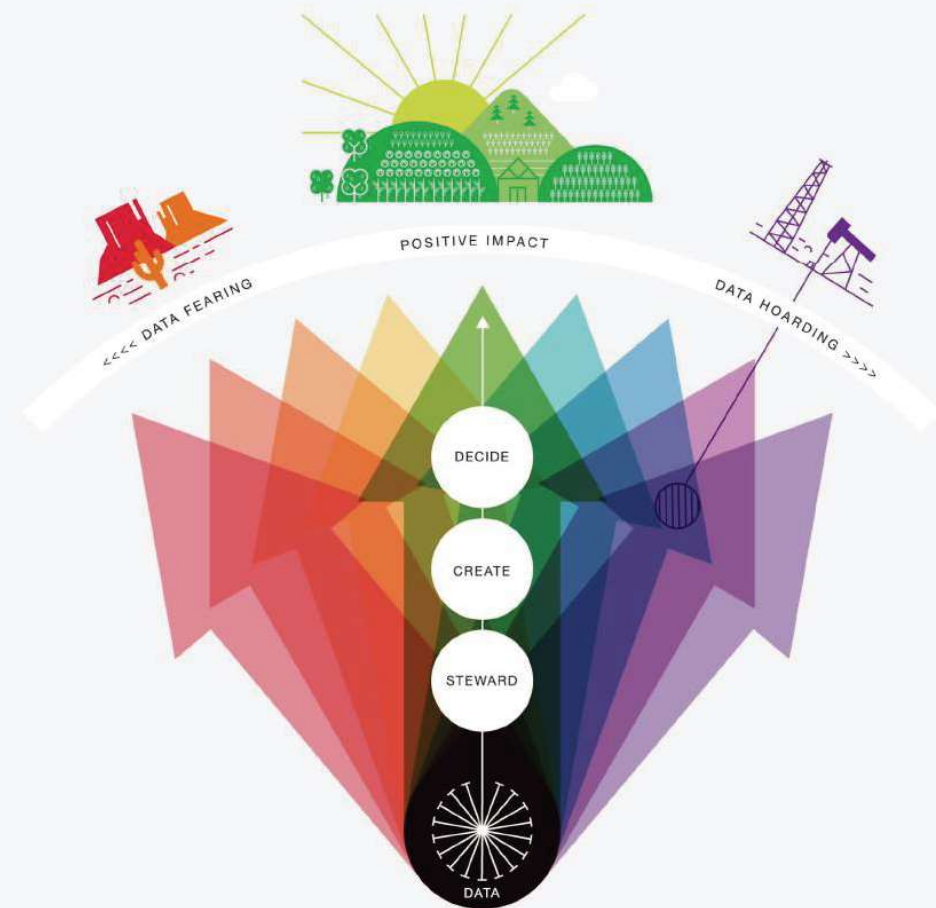 POSITIVE IMPACT
<<<< DATA FEARING
DATA HOARDING >>>>
DECIDE
CREATE
STEWARD
DATA